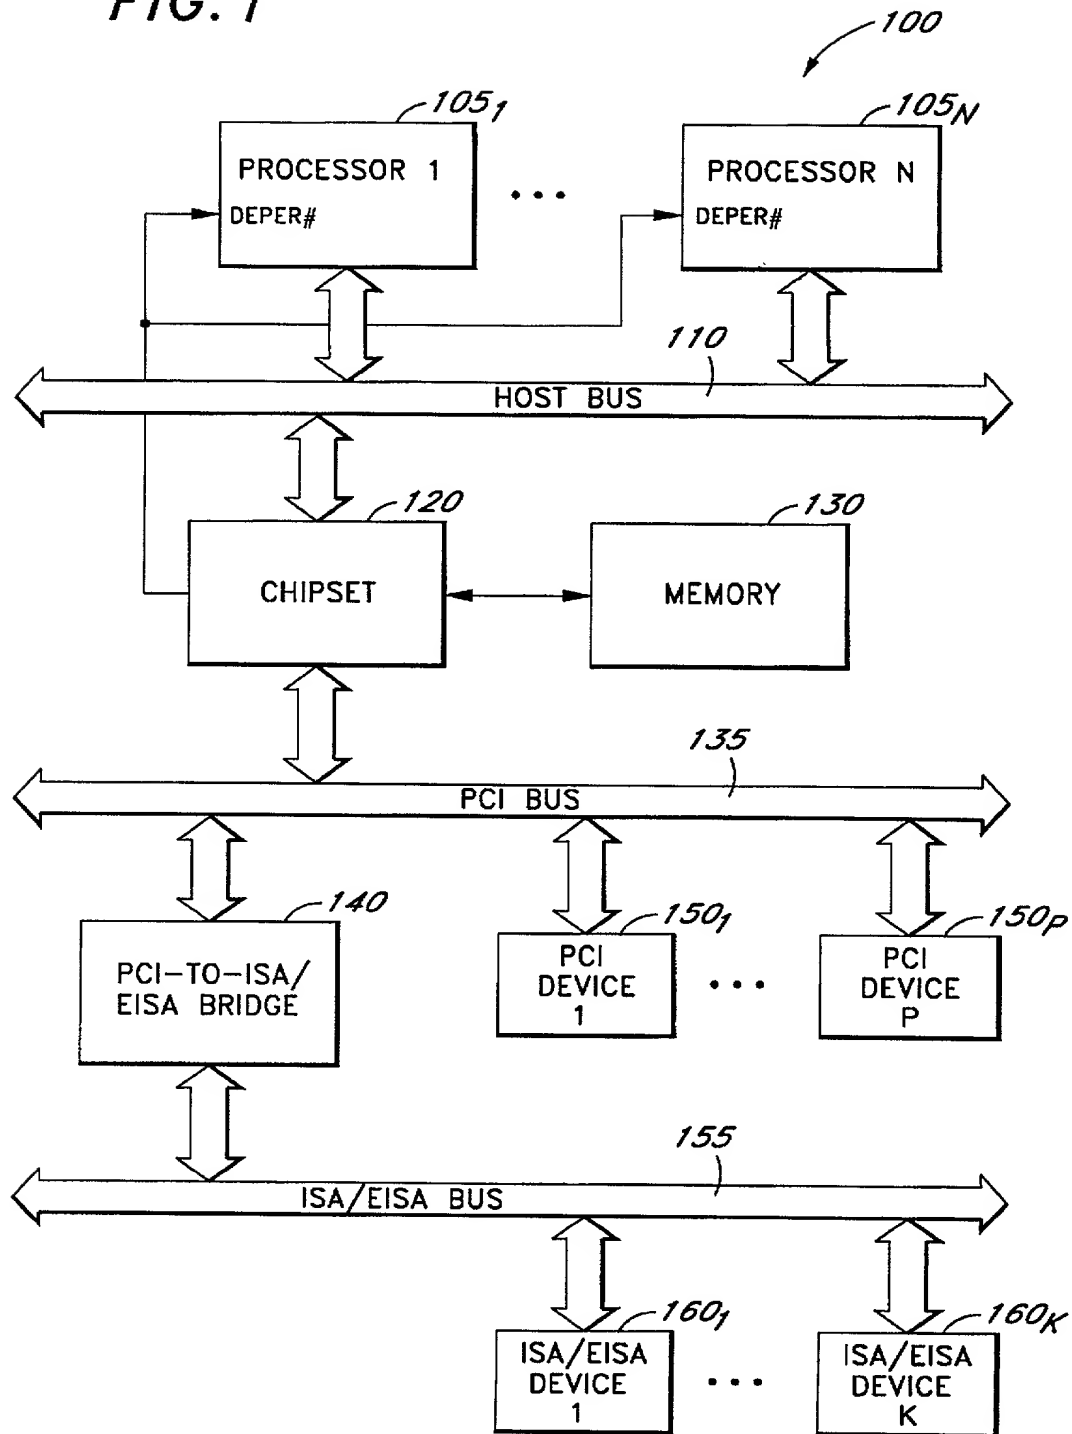 FIG. 1
100
105₁
105N
PROCESSOR 1
DEPER#
PROCESSOR N
DEPER#
110
HOST BUS
120
130
CHIPSET
MEMORY
135
PCI BUS
140
150₁
150P
PCI-TO-ISA/
EISA BRIDGE
PCI
DEVICE
1
PCI
DEVICE
P
155
ISA/EISA BUS
160₁
160K
ISA/EISA
DEVICE
1
ISA/EISA
DEVICE
K